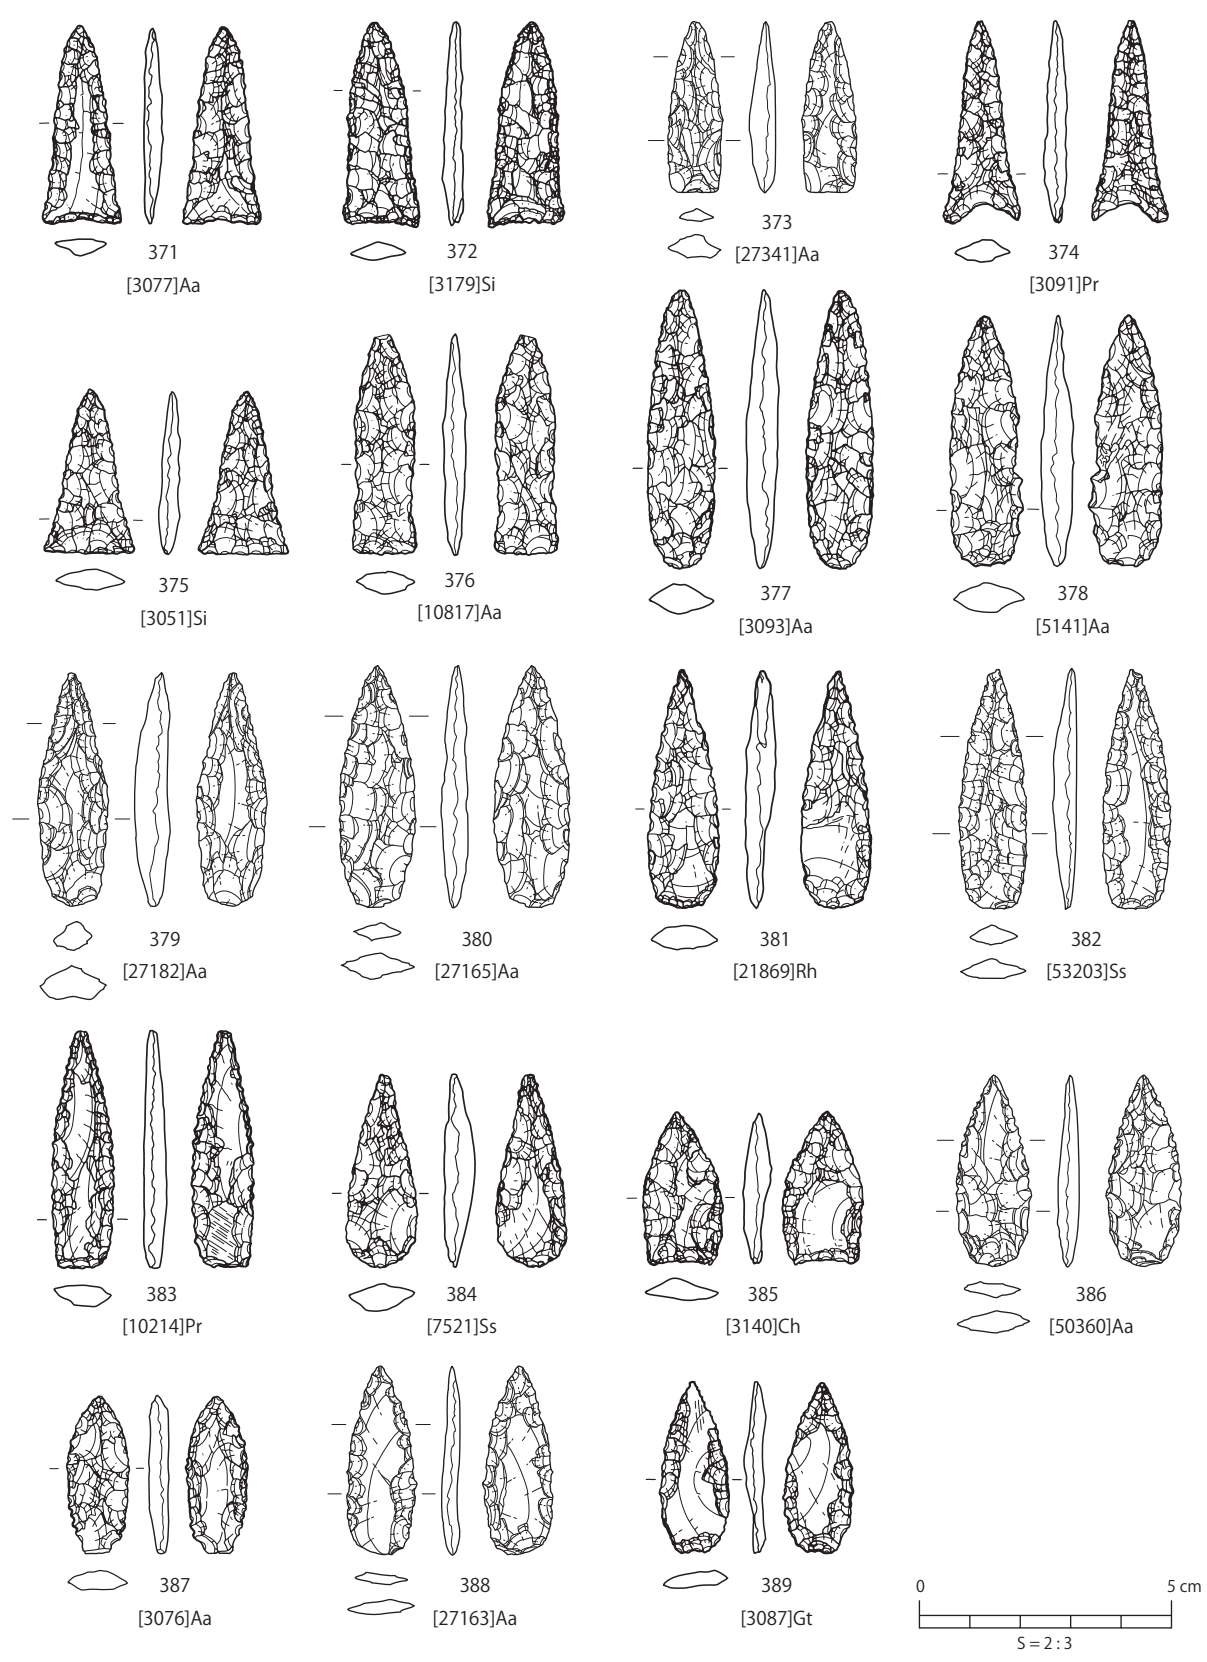 371
[3077]Aa
372
[3179]Si
373
[27341]Aa
374
[3091]Pr
375
[3051]Si
376
[10817]Aa
377
[3093]Aa
378
[5141]Aa
379
[27182]Aa
380
[27165]Aa
381
[21869]Rh
382
[53203]Ss
383
[10214]Pr
384
[7521]Ss
385
[3140]Ch
386
[50360]Aa
387
[3076]Aa
388
[27163]Aa
389
[3087]Gt
0 5 cm
S = 2 : 3